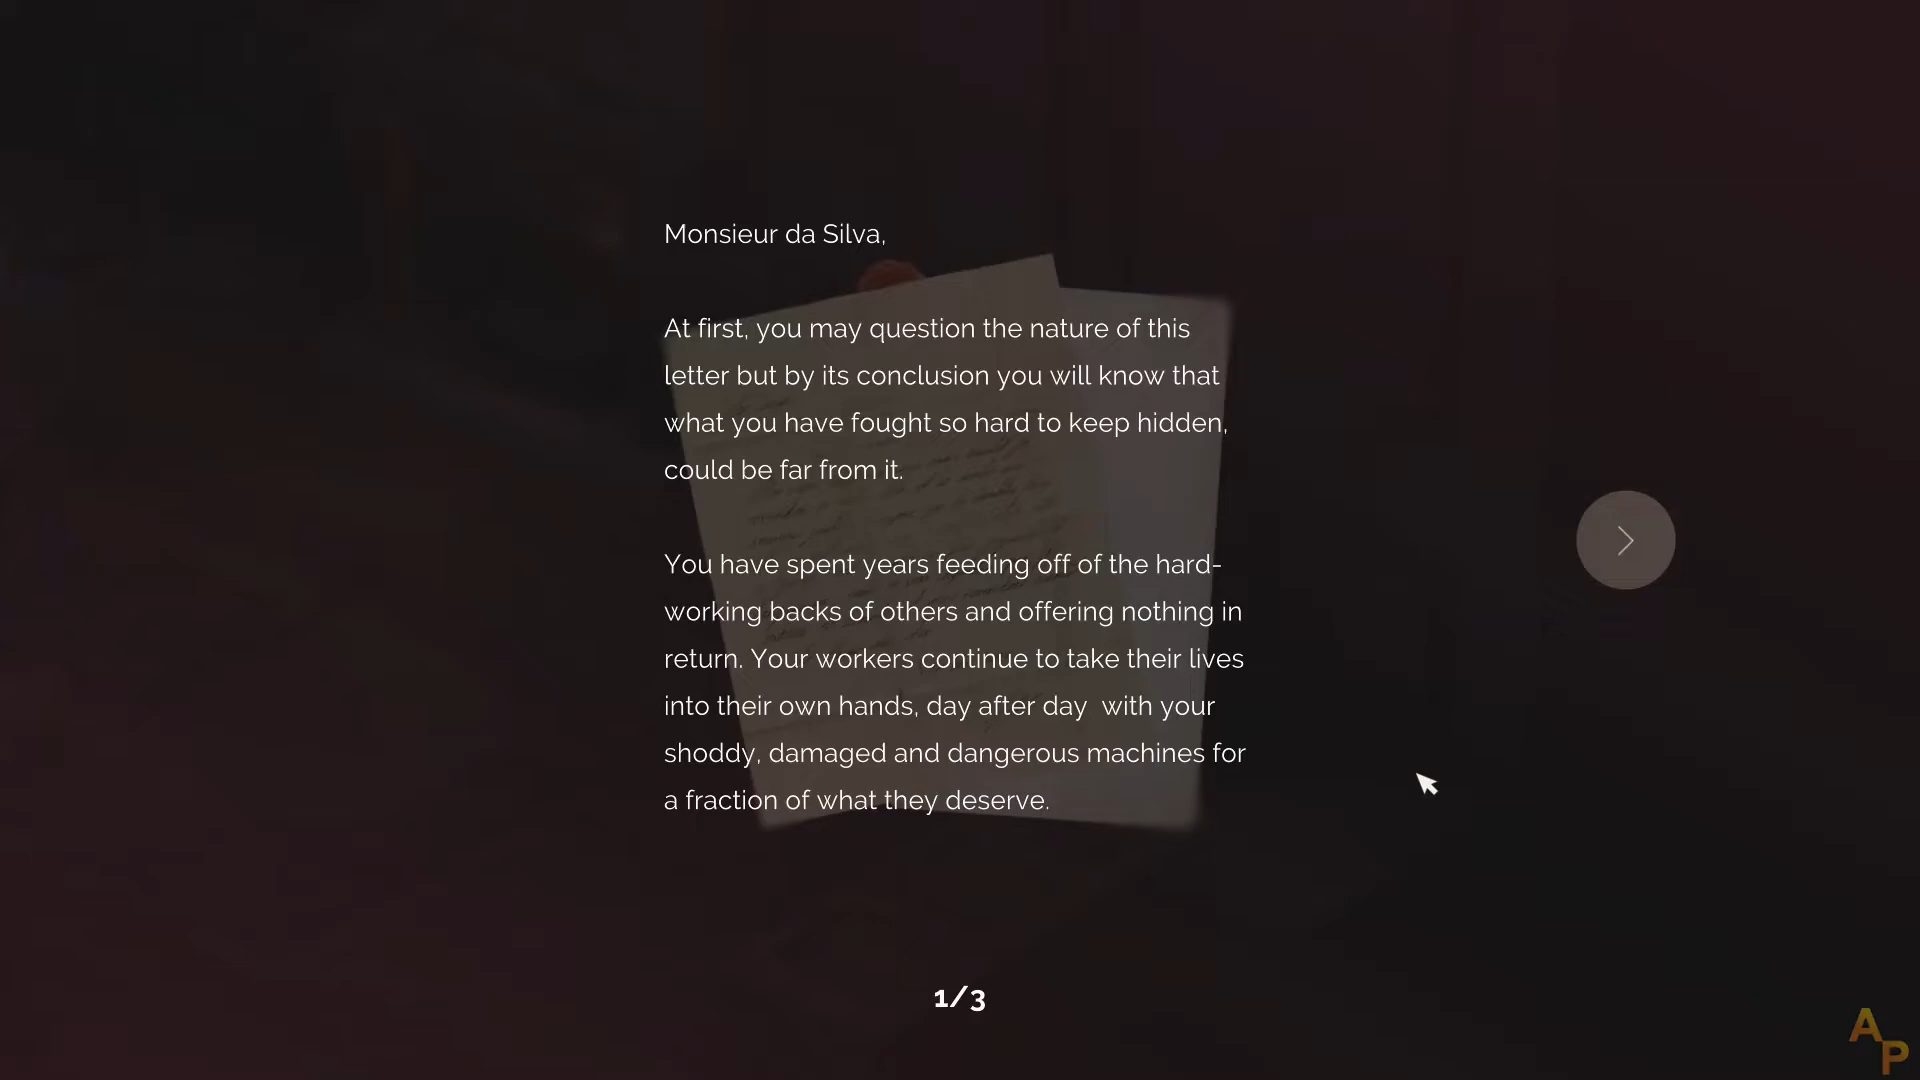 Monsieur da Silva,
At first, you may question the nature of this
letter but by its conclusion you will know that
what you have fought so hard to keep hidden,
could be far from it.
You have spent years feeding off of the hard-
working backs of others and offering nothing in
return. Your workers continue to take their lives
into their own hands, day after day  with your
shoddy, damaged and dangerous machines for
a fraction of what they deserve.
1/3
A
P